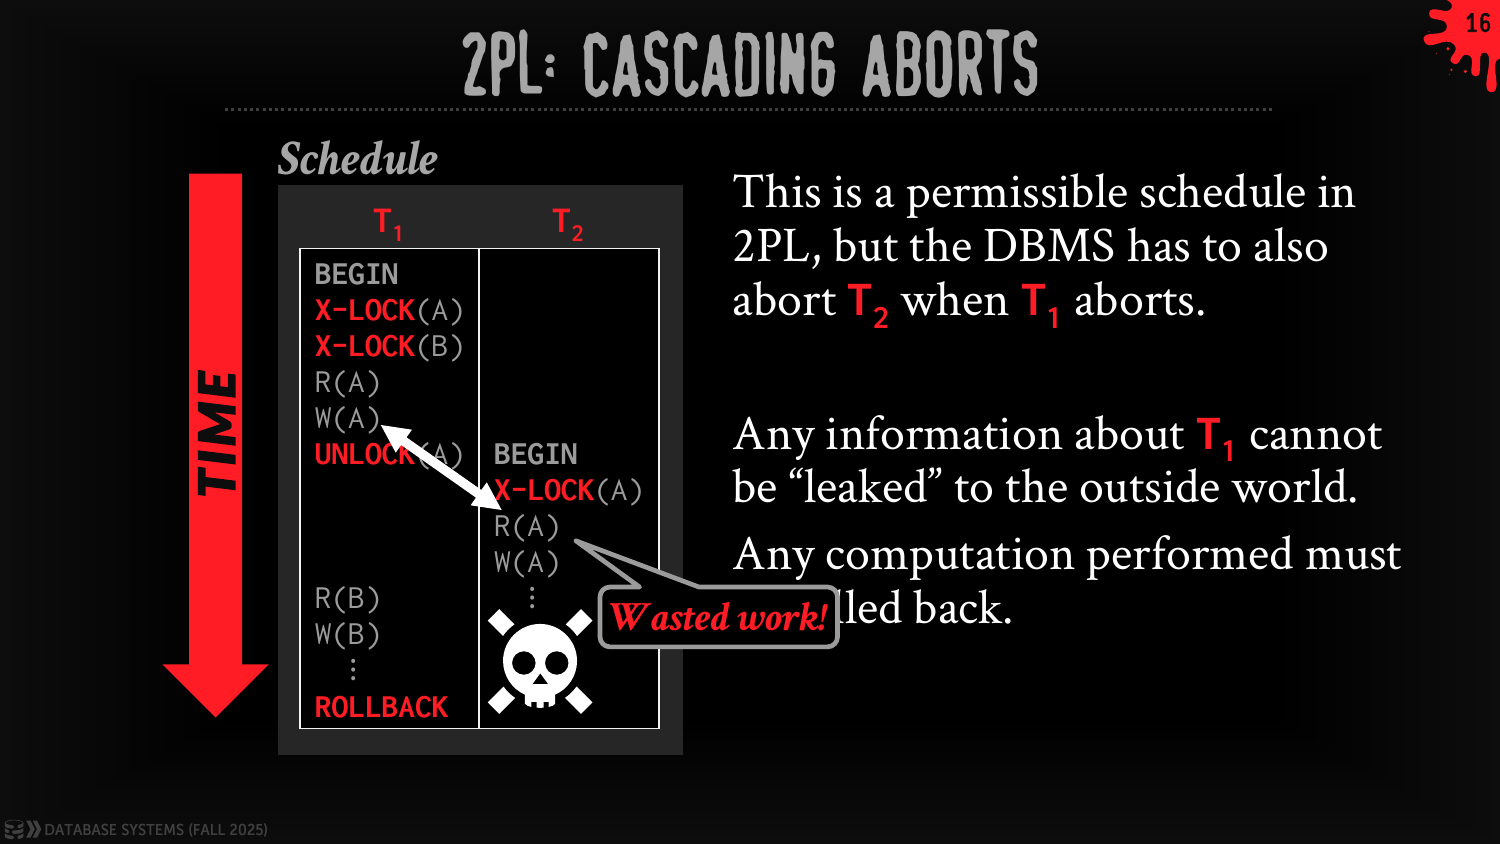 16
2PL: CASCADING ABORTS
Schedule
TIME
T1
T2
BEGIN
X-LOCK(A)
X-LOCK(B)
R(A)
W(A)
UNLOCK(A)
R(B)
W(B)
⋮
ROLLBACK
BEGIN
X-LOCK(A)
R(A)
W(A)
⋮
Wasted work!
This is a permissible schedule in
2PL, but the DBMS has to also
abort T2 when T1 aborts.
Any information about T1 cannot
be “leaked” to the outside world.
Any computation performed must
lled back.
DATABASE SYSTEMS (FALL 2025)